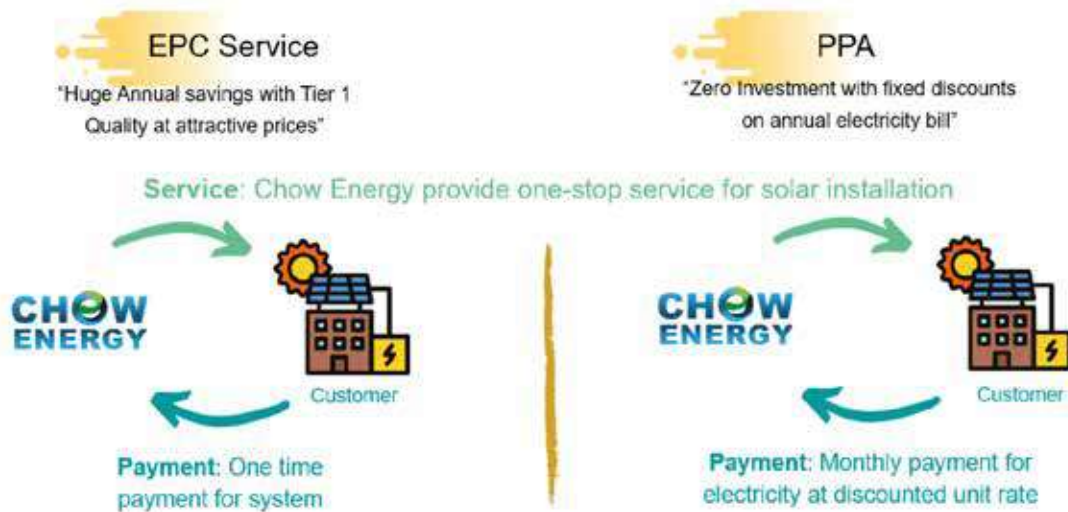 EPC Service
"Huge Annual savings with Tier 1
Quality at attractive prices"
PPA
"Zero Investment with fixed discounts
on annual electricity bill"
Service: Chow Energy provide one-stop service for solar installation
CHOW
ENERGY
Customer
Payment: One time
payment for system
CHOW
ENERGY
Customer
Payment: Monthly payment for
electricity at discounted unit rate